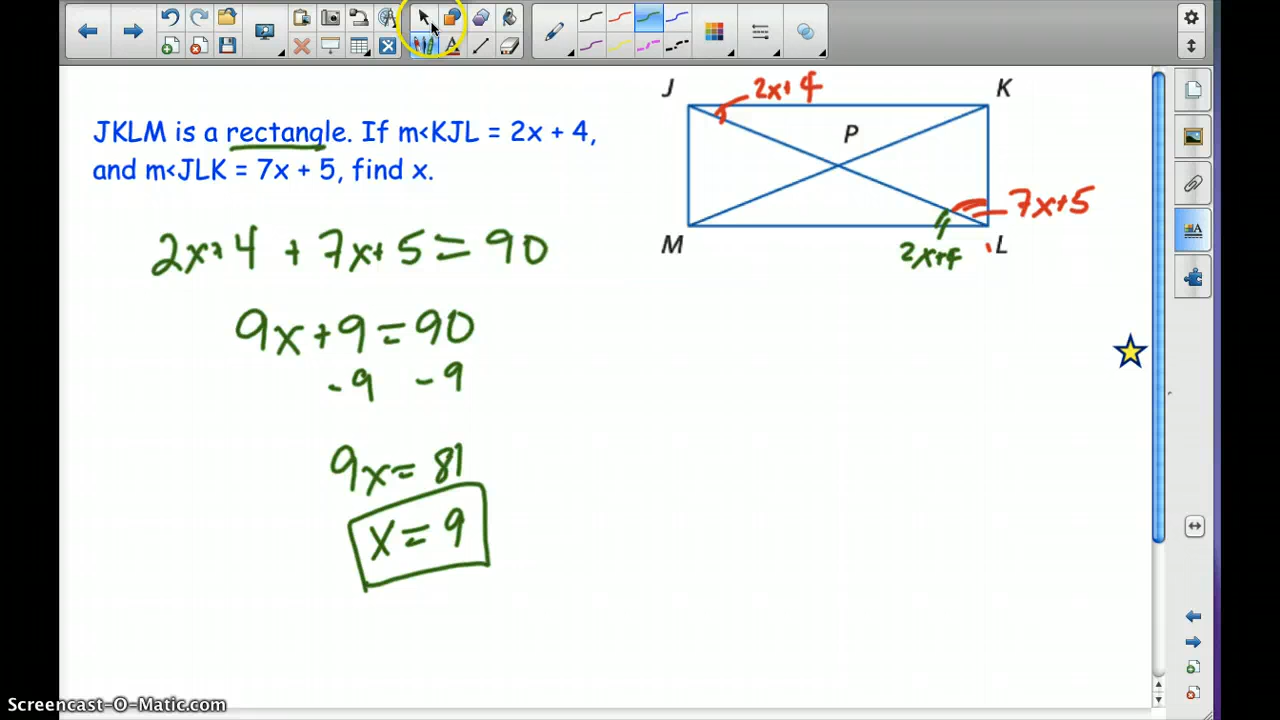 JKLM is a rectangle. If m<KJL = 2x + 4,
and m<JLK = 7x + 5, find x.
2x+4 + 7x+5 = 90
9x+9=90
-9 -9
9x=81
x=9
J
2x+4
K
P
7x+5
M
2x+4
L
Screencast-O-Matic.com